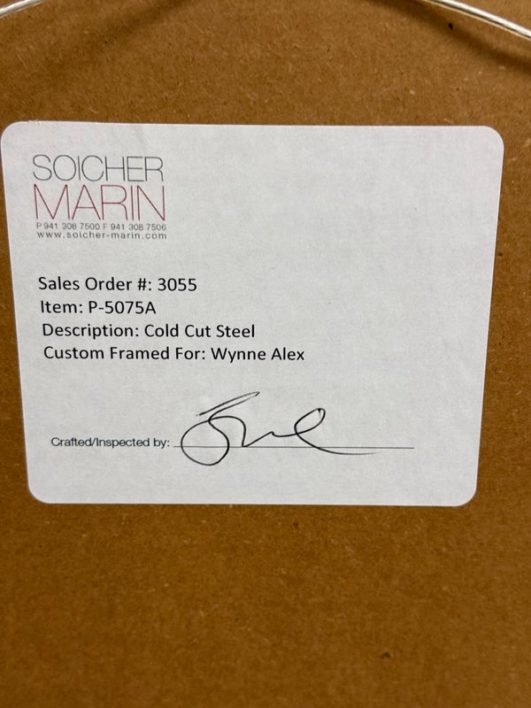 SOICHER
MARIN
P 941 308 7500 F 941 308 7506
www.soicher-marin.com
Sales Order #: 3055
Item: P-5075A
Description: Cold Cut Steel
Custom Framed For: Wynne Alex
Crafted/Inspected by: